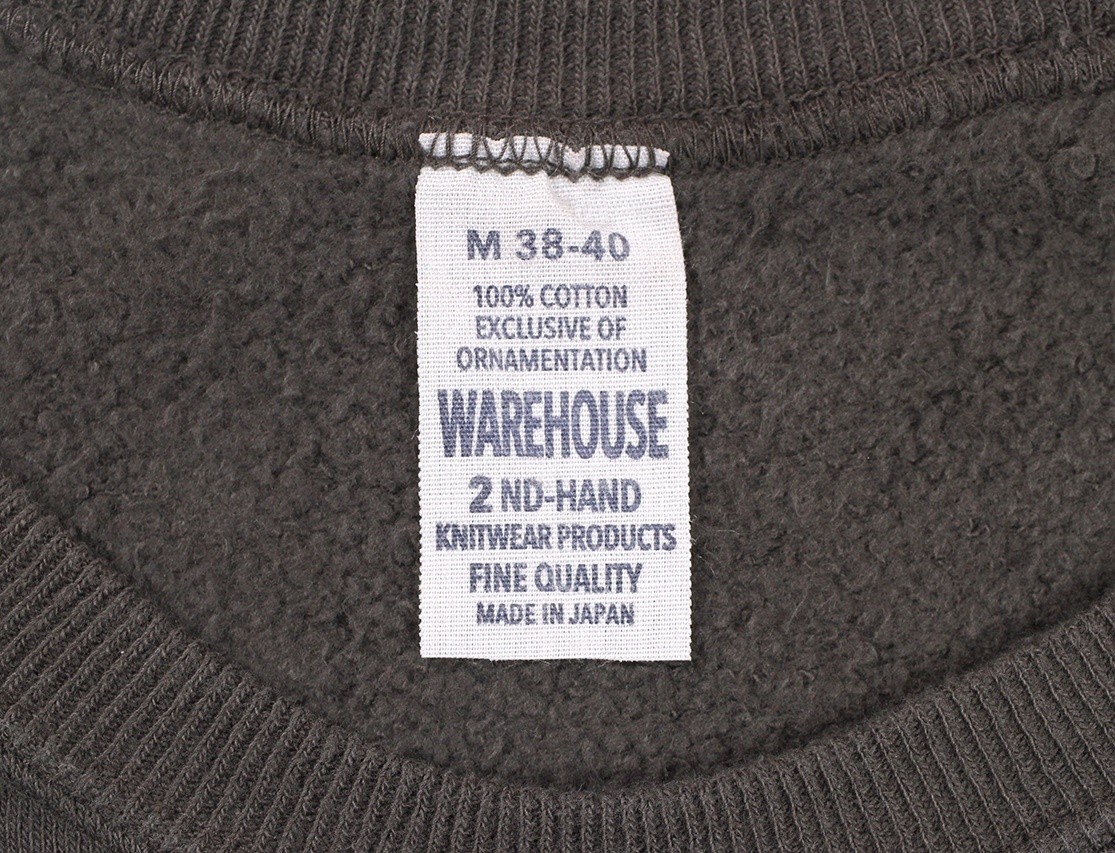 M 38-40
100% COTTON
EXCLUSIVE OF
ORNAMENTATION
WAREHOUSE
2 ND-HAND
KNITWEAR PRODUCTS
FINE QUALITY
MADE IN JAPAN